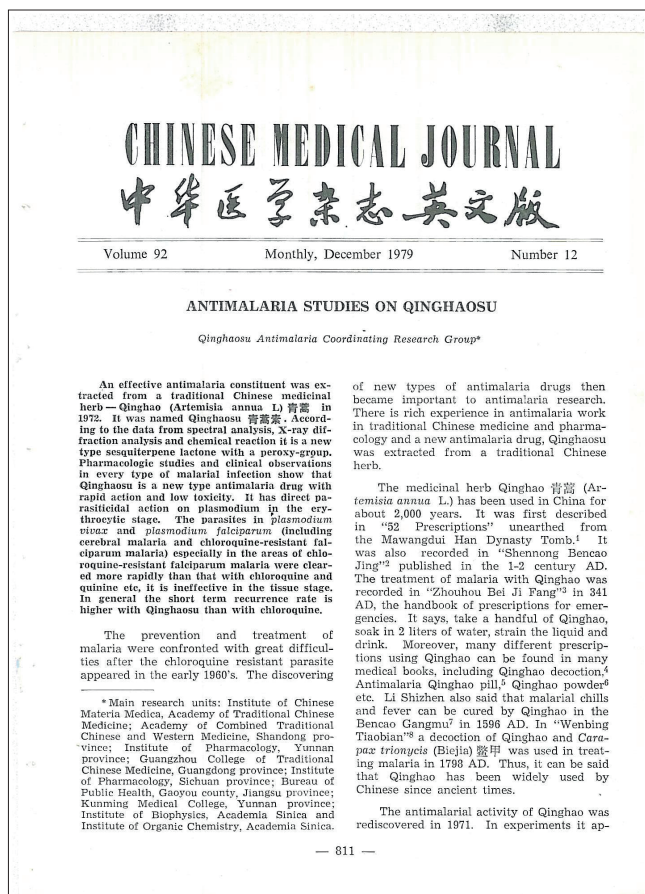 CHINESE MEDICAL JOURNAL
中华医学杂志英文版
Volume 92 Monthly, December 1979 Number 12
ANTIMALARIA STUDIES ON QINGHAOSU
Qinghaosu Antimalaria Coordinating Research Group*
An effective antimalaria constituent was ex-
tracted from a traditional Chinese medicinal
herb — Qinghao (Artemisia annua L) 青蒿 in
1972. It was named Qinghaosu 青蒿素. Accord-
ing to the data from spectral analysis, X-ray dif-
fraction analysis and chemical reaction it is a new
type sesquiterpene lactone with a peroxy-grpup.
Pharmacologic studies and clinical observations
in every type of malarial infection show that
Qinghaosu is a new type antimalaria drug with
rapid action and low toxicity. It has direct pa-
rasiticidal action on plasmodium in the ery-
throcytic stage. The parasites in plasmodium
vivax and plasmodium falciparum (including
cerebral malaria and chloroquine-resistant fal-
ciparum malaria) especially in the areas of chlo-
roquine-resistant falciparum malaria were clear-
ed more rapidly than that with chloroquine and
quinine etc, it is ineffective in the tissue stage.
In general the short term recurrence rate is
higher with Qinghaosu than with chloroquine.
The prevention and treatment of
malaria were confronted with great difficul-
ties after the chloroquine resistant parasite
appeared in the early 1960's. The discovering
* Main research units: Institute of Chinese
Materia Medica, Academy of Traditional Chinese
Medicine; Academy of Combined Traditional
Chinese and Western Medicine, Shandong pro-
vince; Institute of Pharmacology, Yunnan
province; Guangzhou College of Traditional
Chinese Medicine, Guangdong province; Institute
of Pharmacology, Sichuan province; Bureau of
Public Health, Gaoyou county, Jiangsu province;
Kunming Medical College, Yunnan province;
Institute of Biophysics, Academia Sinica and
Institute of Organic Chemistry, Academia Sinica.
of new types of antimalaria drugs then
became important to antimalaria research.
There is rich experience in antimalaria work
in traditional Chinese medicine and pharma-
cology and a new antimalaria drug, Qinghaosu
was extracted from a traditional Chinese
herb.
The medicinal herb Qinghao 青蒿 (Ar-
temisia annua L.) has been used in China for
about 2,000 years. It was first described
in "52 Prescriptions" unearthed from
the Mawangdui Han Dynasty Tomb.¹ It
was also recorded in "Shennong Bencao
Jing"² published in the 1-2 century AD.
The treatment of malaria with Qinghao was
recorded in "Zhouhou Bei Ji Fang"³ in 341
AD, the handbook of prescriptions for emer-
gencies. It says, take a handful of Qinghao,
soak in 2 liters of water, strain the liquid and
drink. Moreover, many different prescrip-
tions using Qinghao can be found in many
medical books, including Qinghao decoction,⁴
Antimalaria Qinghao pill,⁵ Qinghao powder⁶
etc. Li Shizhen also said that malarial chills
and fever can be cured by Qinghao in the
Bencao Gangmu⁷ in 1596 AD. In "Wenbing
Tiaobian"⁸ a decoction of Qinghao and Cara-
pax trionycis (Biejia) 鳖甲 was used in treat-
ing malaria in 1798 AD. Thus, it can be said
that Qinghao has been widely used by
Chinese since ancient times.
The antimalarial activity of Qinghao was
rediscovered in 1971. In experiments it ap-
— 811 —